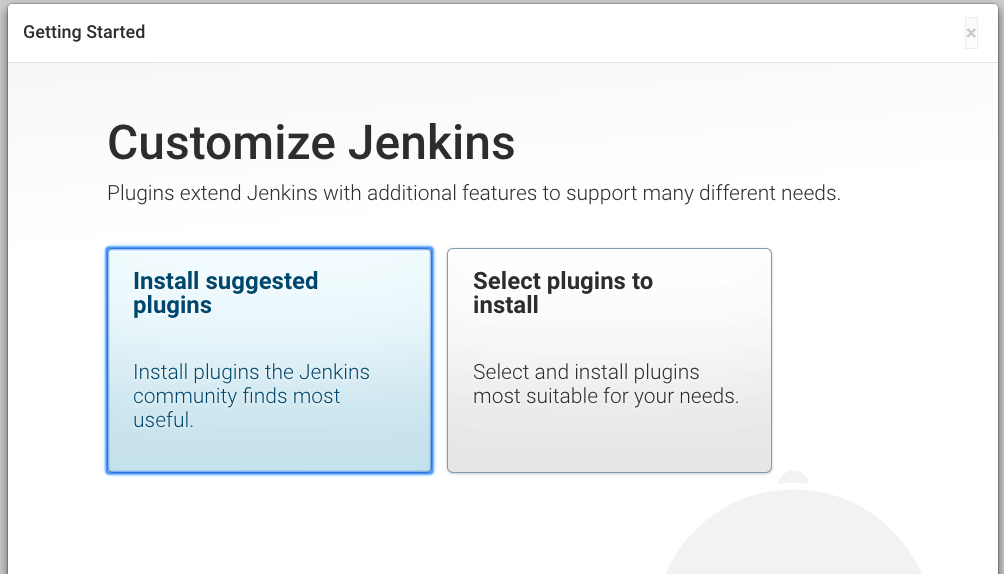 Getting Started
×
Customize Jenkins
Plugins extend Jenkins with additional features to support many different needs.
Install suggested
plugins
Install plugins the Jenkins
community finds most
useful.
Select plugins to
install
Select and install plugins
most suitable for your needs.